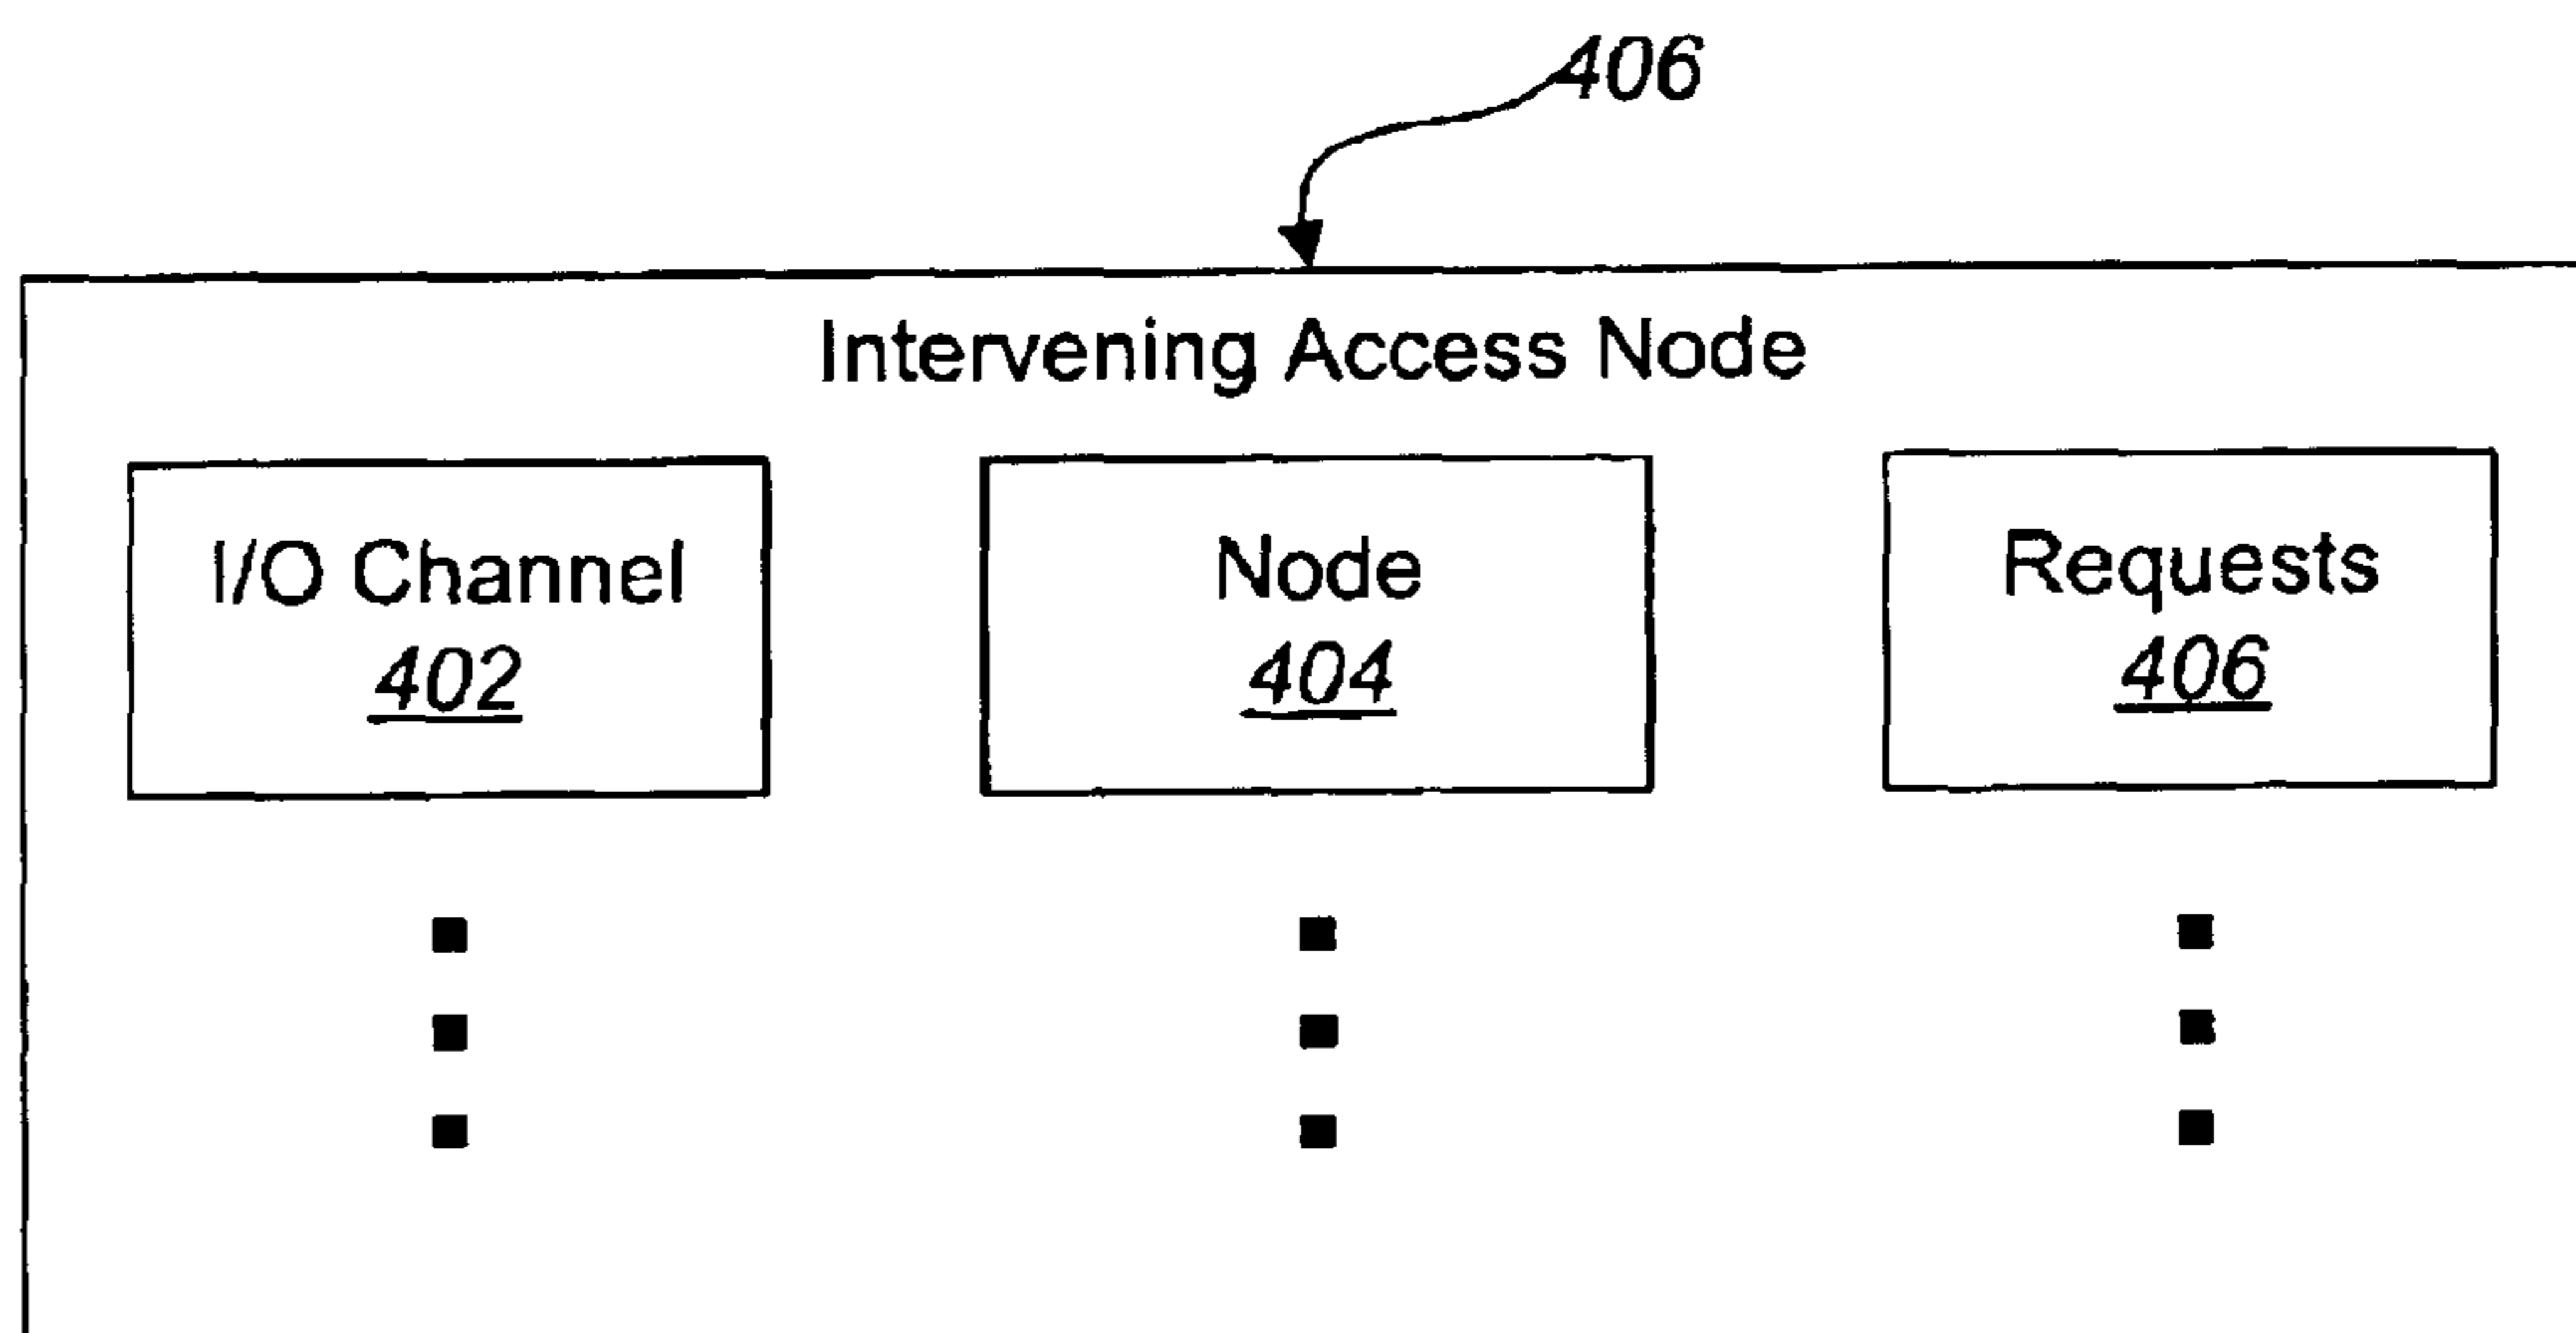 406
Intervening Access Node
I/O Channel
402
Node
404
Requests
406